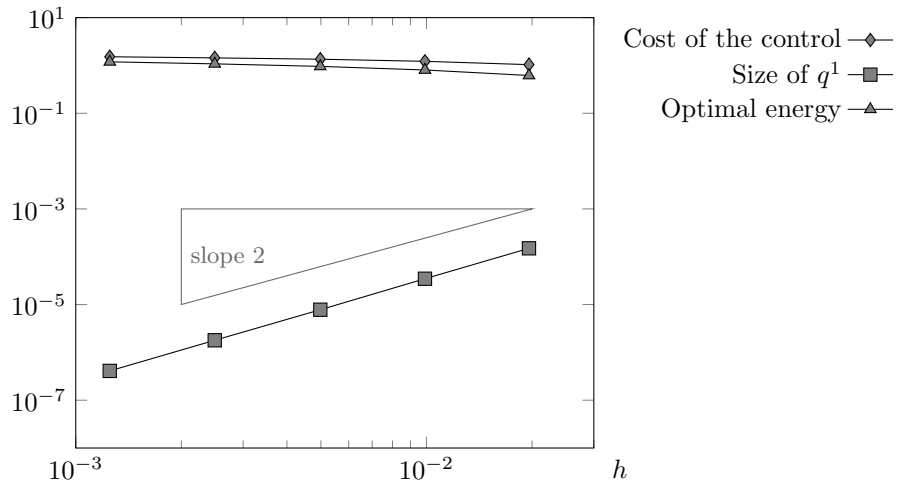 10^1
10^−1
10^−3
10^−5
10^−7
slope 2
10^−3
10^−2
h
Cost of the control
Size of q^1
Optimal energy